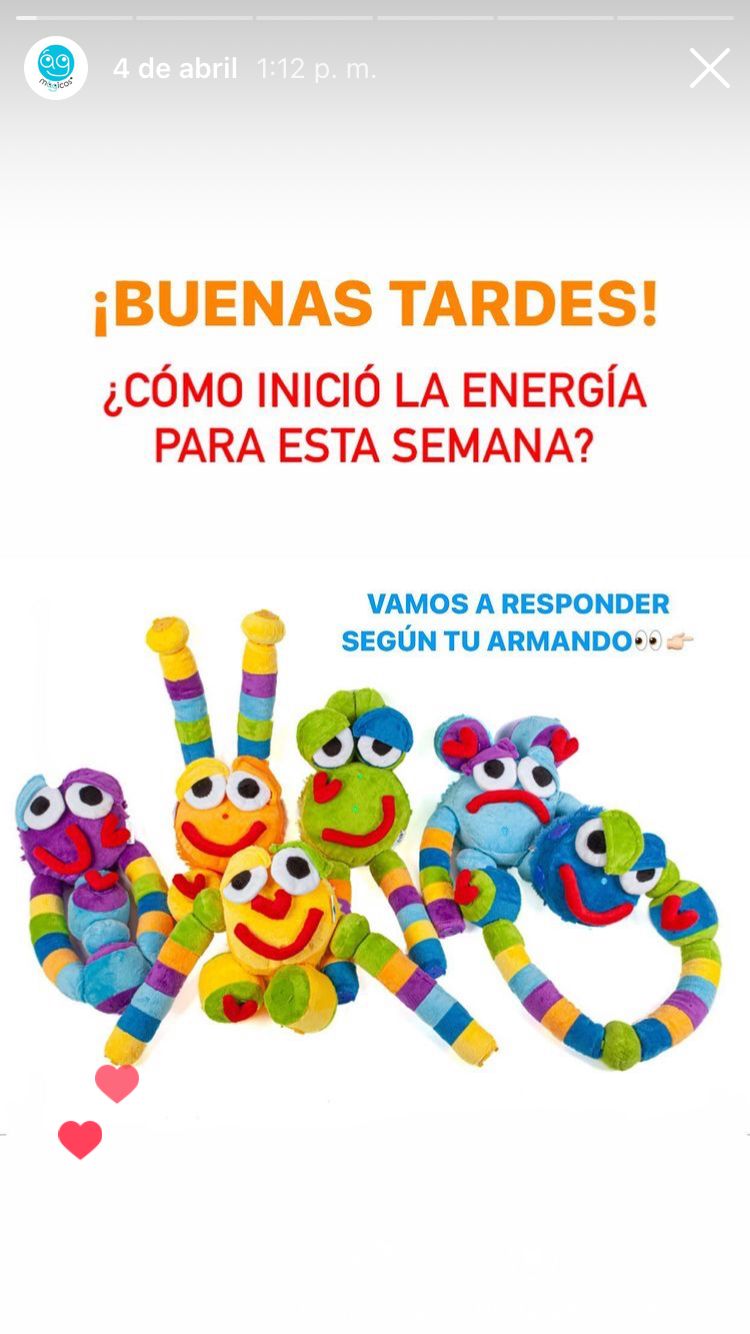 4 de abril 1:12 p. m.
¡BUENAS TARDES!
¿CÓMO INICIÓ LA ENERGÍA
PARA ESTA SEMANA?
VAMOS A RESPONDER
SEGÚN TU ARMANDO👀👉🏻